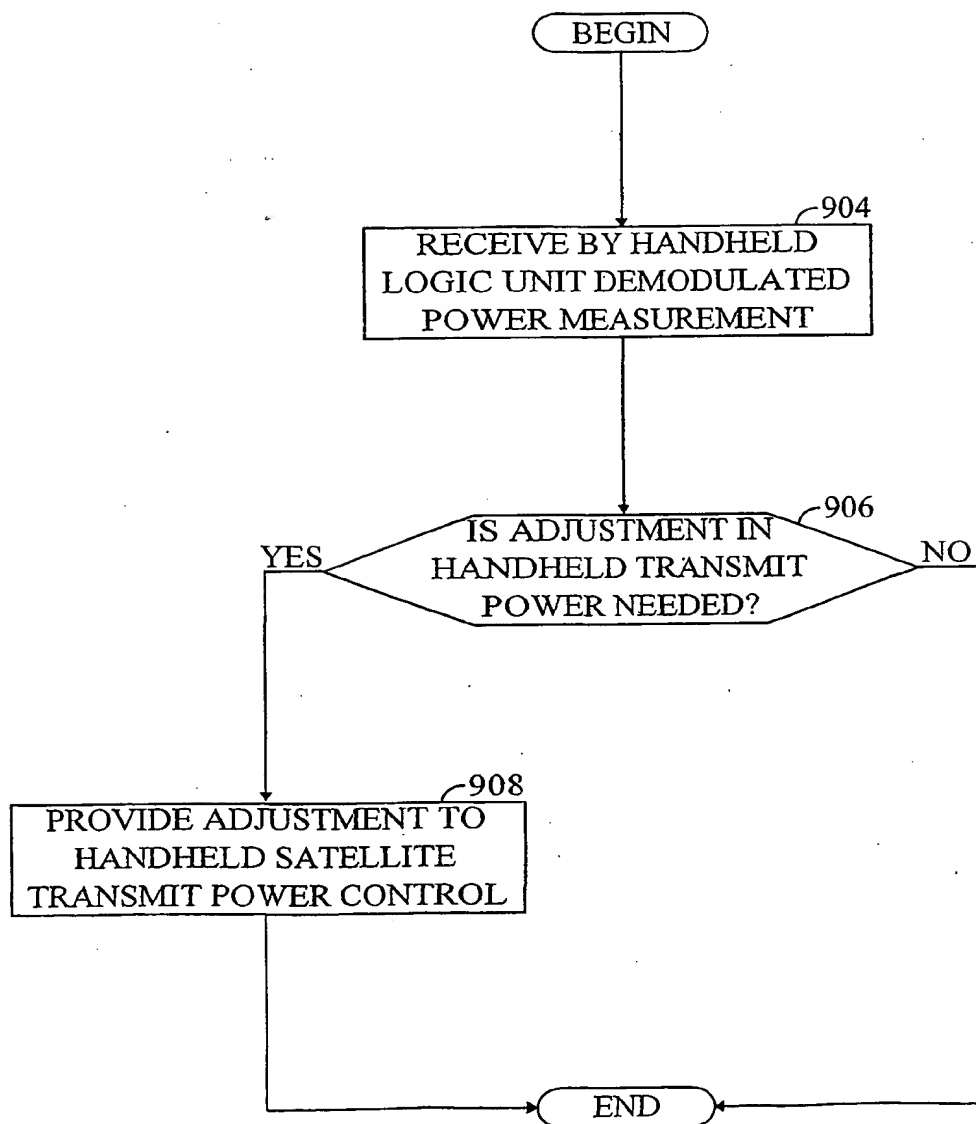 BEGIN
904
RECEIVE BY HANDHELD
LOGIC UNIT DEMODULATED
POWER MEASUREMENT
906
IS ADJUSTMENT IN
HANDHELD TRANSMIT
POWER NEEDED?
YES
NO
908
PROVIDE ADJUSTMENT TO
HANDHELD SATELLITE
TRANSMIT POWER CONTROL
END